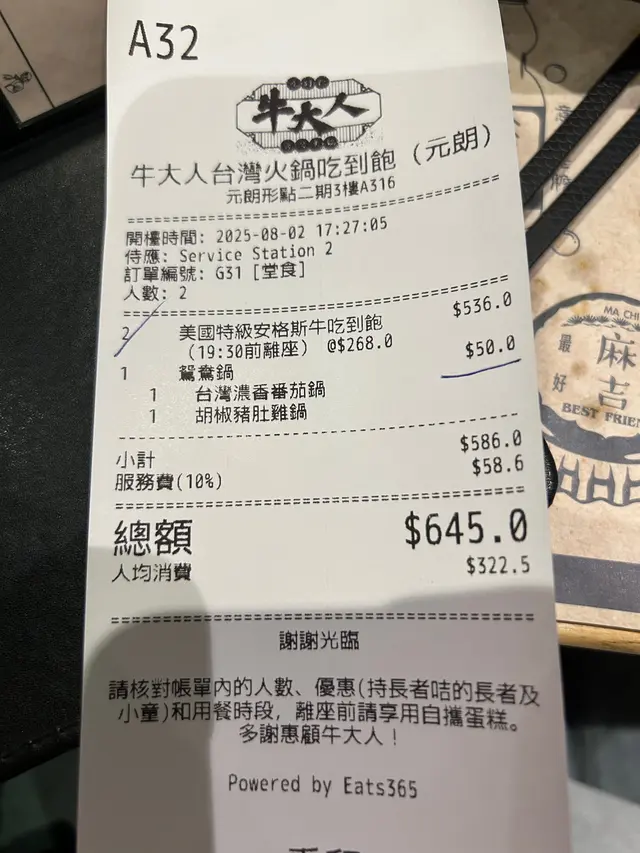 A32
牛大人
牛大人台灣火鍋吃到飽 (元朗)
元朗形點二期3樓A316
開檯時間: 2025-08-02 17:27:05
侍應: Service Station 2
訂單編號: G31 [堂食]
人數: 2
2 美國特級安格斯牛吃到飽 $536.0
(19:30前離座) @$268.0
1 鴛鴦鍋 $50.0
1 台灣濃香番茄鍋
1 胡椒豬肚雞鍋
小計 $586.0
服務費(10%) $58.6
總額 $645.0
人均消費 $322.5
謝謝光臨
請核對帳單內的人數、優惠(持長者咭的長者及
小童)和用餐時段, 離座前請享用自攜蛋糕。
多謝惠顧牛大人！
Powered by Eats365
MA CHI
最好
麻吉
BEST FRIEN